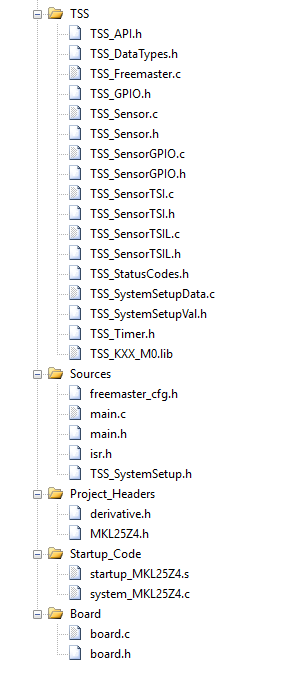 TSS
TSS_API.h
TSS_DataTypes.h
TSS_Freemaster.c
TSS_GPIO.h
TSS_Sensor.c
TSS_Sensor.h
TSS_SensorGPIO.c
TSS_SensorGPIO.h
TSS_SensorTSI.c
TSS_SensorTSI.h
TSS_SensorTSIL.c
TSS_SensorTSIL.h
TSS_StatusCodes.h
TSS_SystemSetupData.c
TSS_SystemSetupVal.h
TSS_Timer.h
TSS_KXX_M0.lib
Sources
freemaster_cfg.h
main.c
main.h
isr.h
TSS_SystemSetup.h
Project_Headers
derivative.h
MKL25Z4.h
Startup_Code
startup_MKL25Z4.s
system_MKL25Z4.c
Board
board.c
board.h